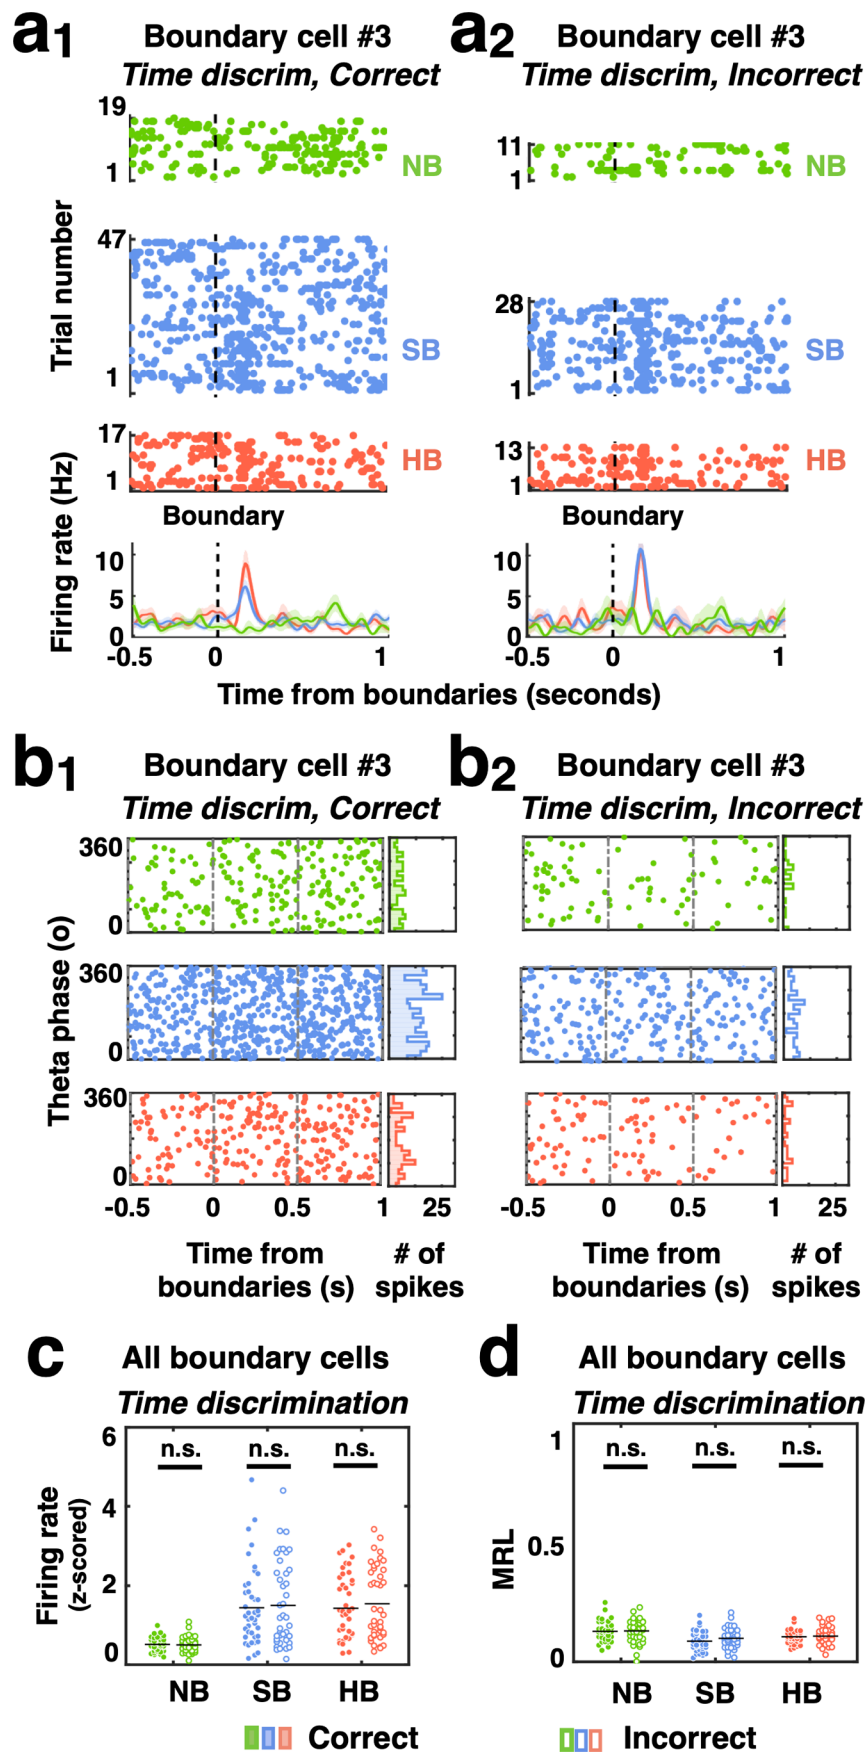 a1
Boundary cell #3
Time discrim, Correct
a2
Boundary cell #3
Time discrim, Incorrect
Trial number
19
1
NB
47
1
SB
17
1
HB
11
1
NB
28
1
SB
13
1
HB
Boundary
Boundary
Firing rate (Hz)
10
5
0
-0.5
0
1
10
5
0
-0.5
0
1
Time from boundaries (seconds)
b1
Boundary cell #3
Time discrim, Correct
b2
Boundary cell #3
Time discrim, Incorrect
Theta phase (o)
360
0
360
0
360
0
-0.5
0
0.5
1
25
-0.5
0
0.5
1
25
Time from
boundaries (s)
# of
spikes
Time from
boundaries (s)
# of
spikes
c
All boundary cells
Time discrimination
Firing rate
(z-scored)
6
4
2
0
n.s.
n.s.
n.s.
NB
SB
HB
d
All boundary cells
Time discrimination
MRL
1
0.5
0
n.s.
n.s.
n.s.
NB
SB
HB
Correct
Incorrect